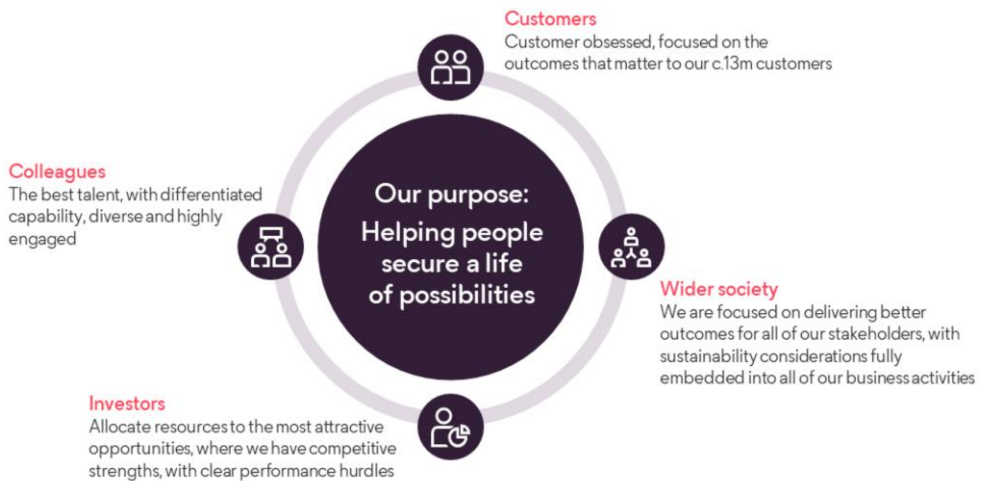 Customers
Customer obsessed, focused on the
outcomes that matter to our c.13m customers
Colleagues
The best talent, with differentiated
capability, diverse and highly
engaged
Our purpose:
Helping people
secure a life
of possibilities
Wider society
We are focused on delivering better
outcomes for all of our stakeholders, with
sustainability considerations fully
embedded into all of our business activities
Investors
Allocate resources to the most attractive
opportunities, where we have competitive
strengths, with clear performance hurdles